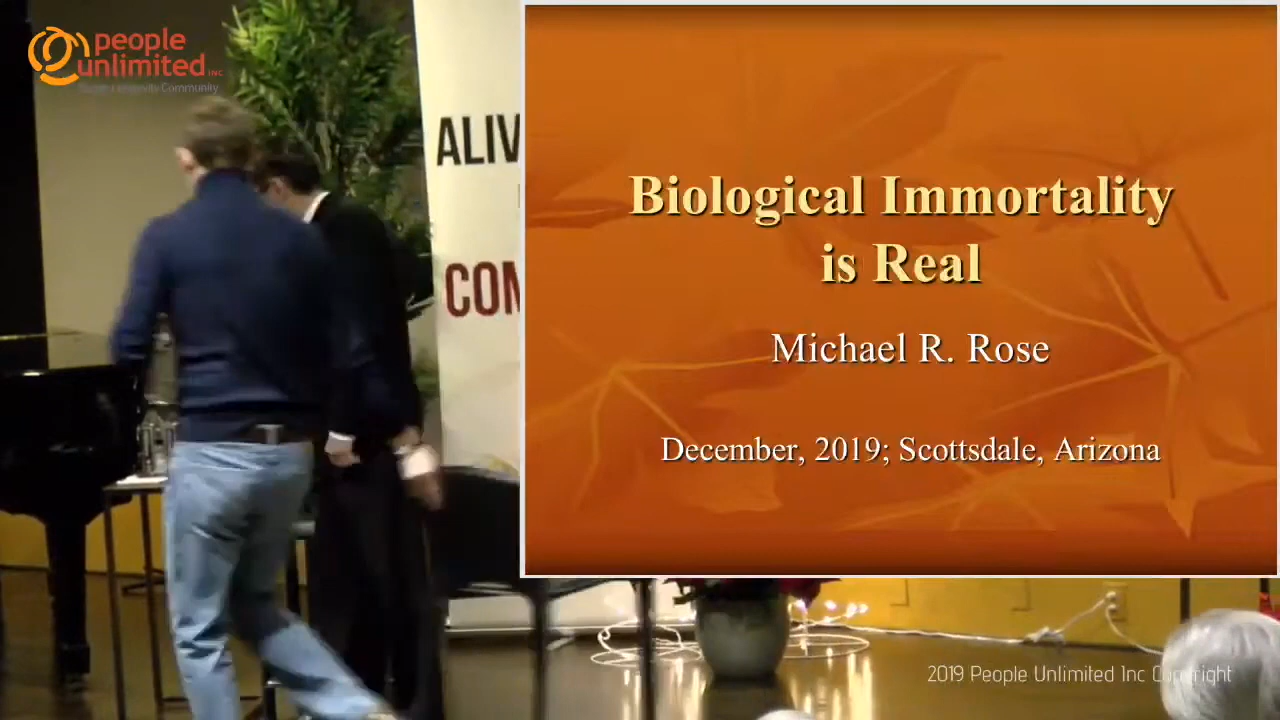 people
unlimited INC
ALIV
COM
Biological Immortality
is Real
Michael R. Rose
December, 2019; Scottsdale, Arizona
2019 People Unlimited Inc Copyright